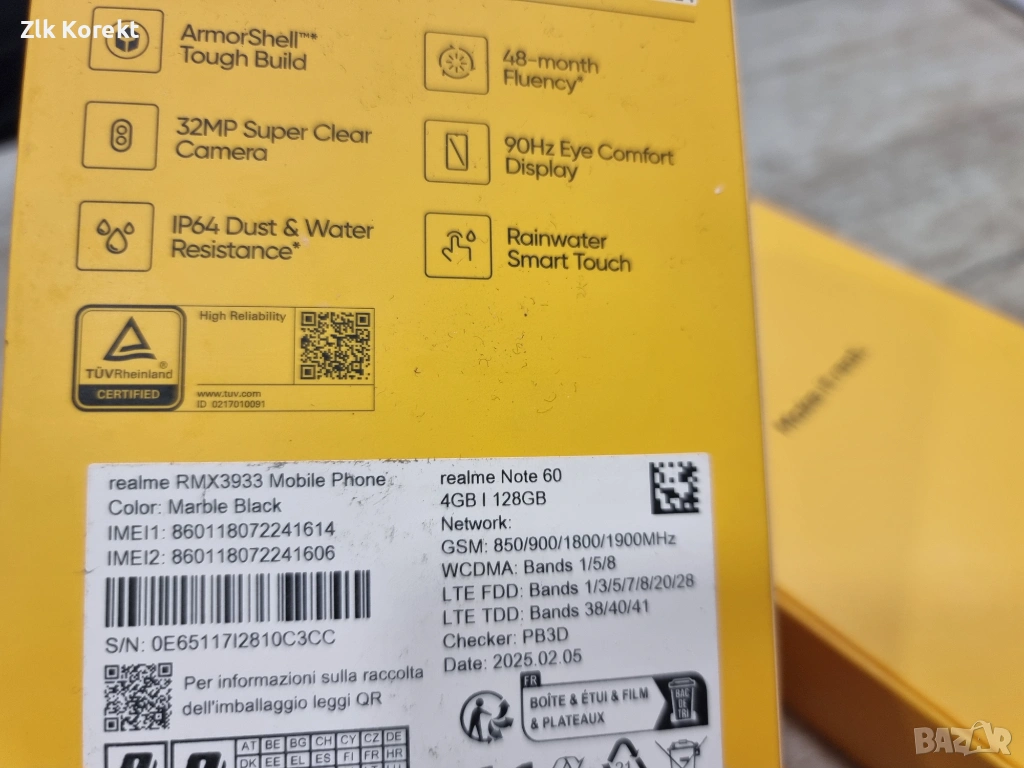 Zlk Korekt
ArmorShell™*
Tough Build
48-month
Fluency*
32MP Super Clear
Camera
90Hz Eye Comfort
Display
IP64 Dust & Water
Resistance*
Rainwater
Smart Touch
High Reliability
TÜVRheinland®
CERTIFIED
www.tuv.com
ID 0217010091
realme RMX3933 Mobile Phone
Color: Marble Black
IMEI1: 860118072241614
IMEI2: 860118072241606
S/N: 0E65117I2810C3CC
Per informazioni sulla raccolta
dell'imballaggio leggi QR
realme Note 60
4GB | 128GB
Network:
GSM: 850/900/1800/1900MHz
WCDMA: Bands 1/5/8
LTE FDD: Bands 1/3/5/7/8/20/28
LTE TDD: Bands 38/40/41
Checker: PB3D
Date: 2025.02.05
FR
BOÎTE & ÉTUI & FILM
& PLATEAUX
BAC
DE
TRI
AT BE BG CH CY CZ DE
DK EE EL ES FI FR HR
21
BAZAR